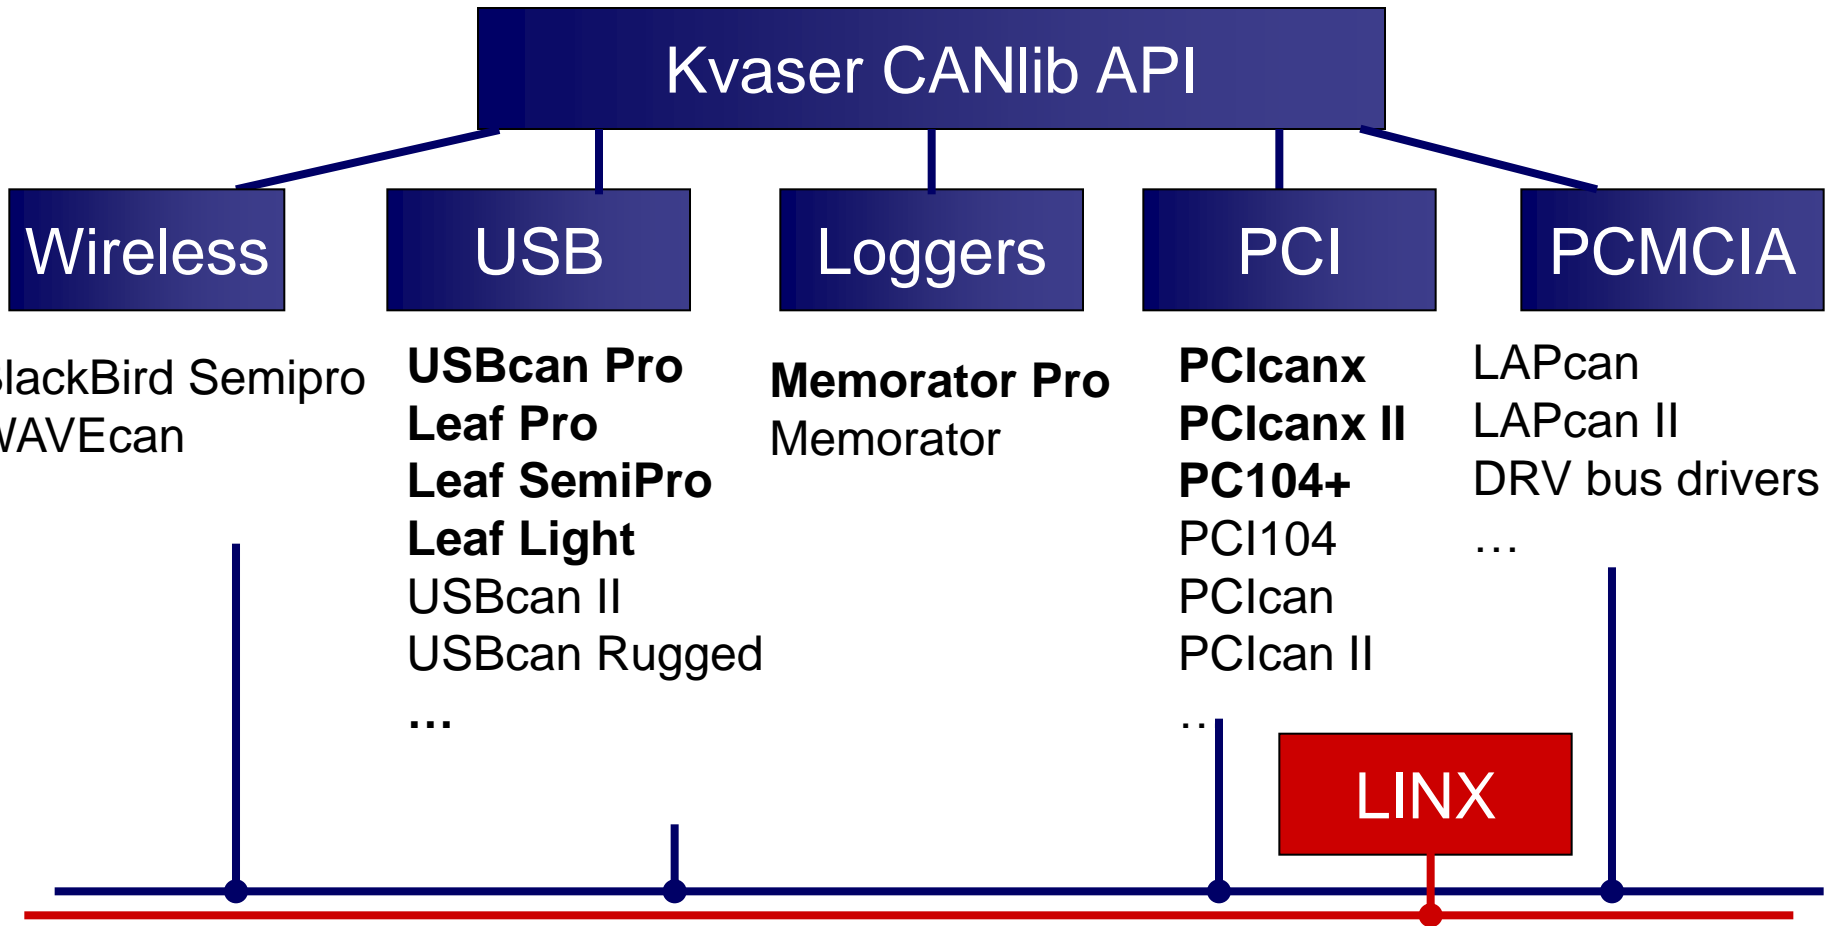 Kvaser CANlib API
Wireless
USB
Loggers
PCI
PCMCIA
lackBird Semipro
WAVEcan
USBcan Pro
Leaf Pro
Leaf SemiPro
Leaf Light
USBcan II
USBcan Rugged
…
Memorator Pro
Memorator
PCIcanx
PCIcanx II
PC104+
PCI104
PCIcan
PCIcan II
..
LAPcan
LAPcan II
DRV bus drivers
…
LINX